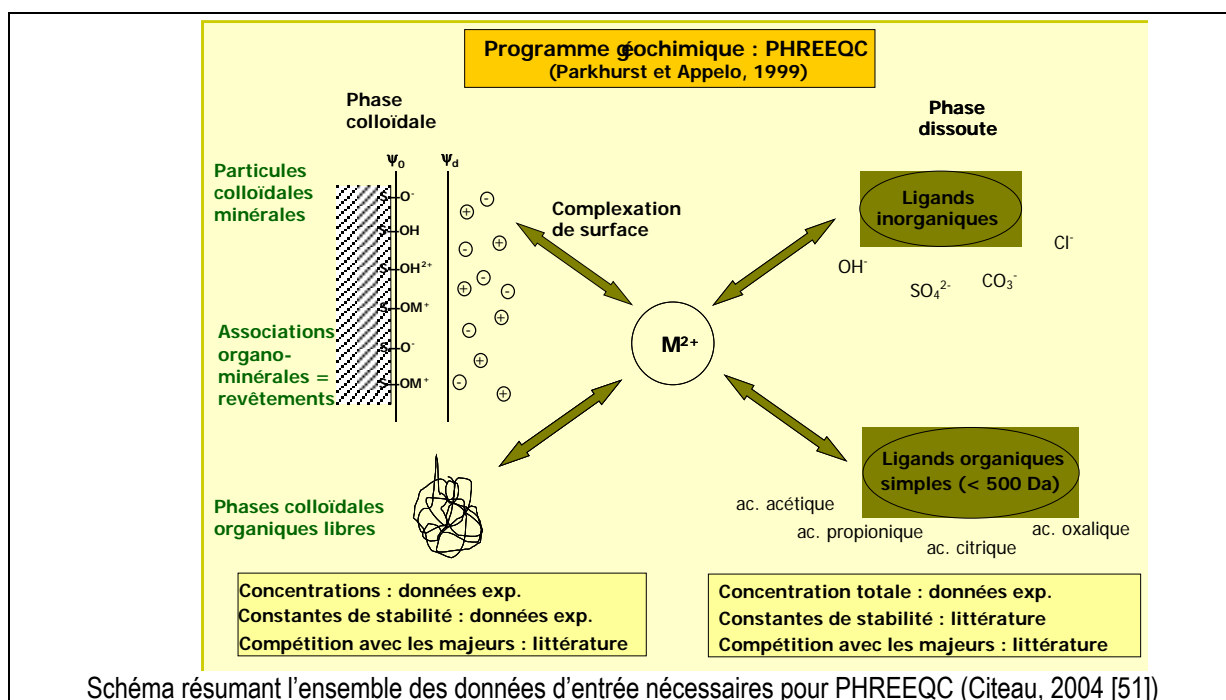 Programme géochimique : PHREEQC
(Parkhurst et Appelo, 1999)
Phase
colloïdale
Phase
dissoute
Ψ0
Ψd
Particules
colloïdales
minérales
S—O-
S—OH
S—OH2+
S—OM+
S—O-
S—OM+
Associations
organo-
minérales =
revêtements
Complexation
de surface
M2+
Ligands
inorganiques
OH-
SO42-
CO3-
Cl-
Phases colloïdales
organiques libres
Ligands organiques
simples (< 500 Da)
ac. acétique
ac. propionique
ac. citrique
ac. oxalique
Concentrations : données exp.
Constantes de stabilité : données exp.
Compétition avec les majeurs : littérature
Concentration totale : données exp.
Constantes de stabilité : littérature
Compétition avec les majeurs : littérature
Schéma résumant l'ensemble des données d'entrée nécessaires pour PHREEQC (Citeau, 2004 [51])